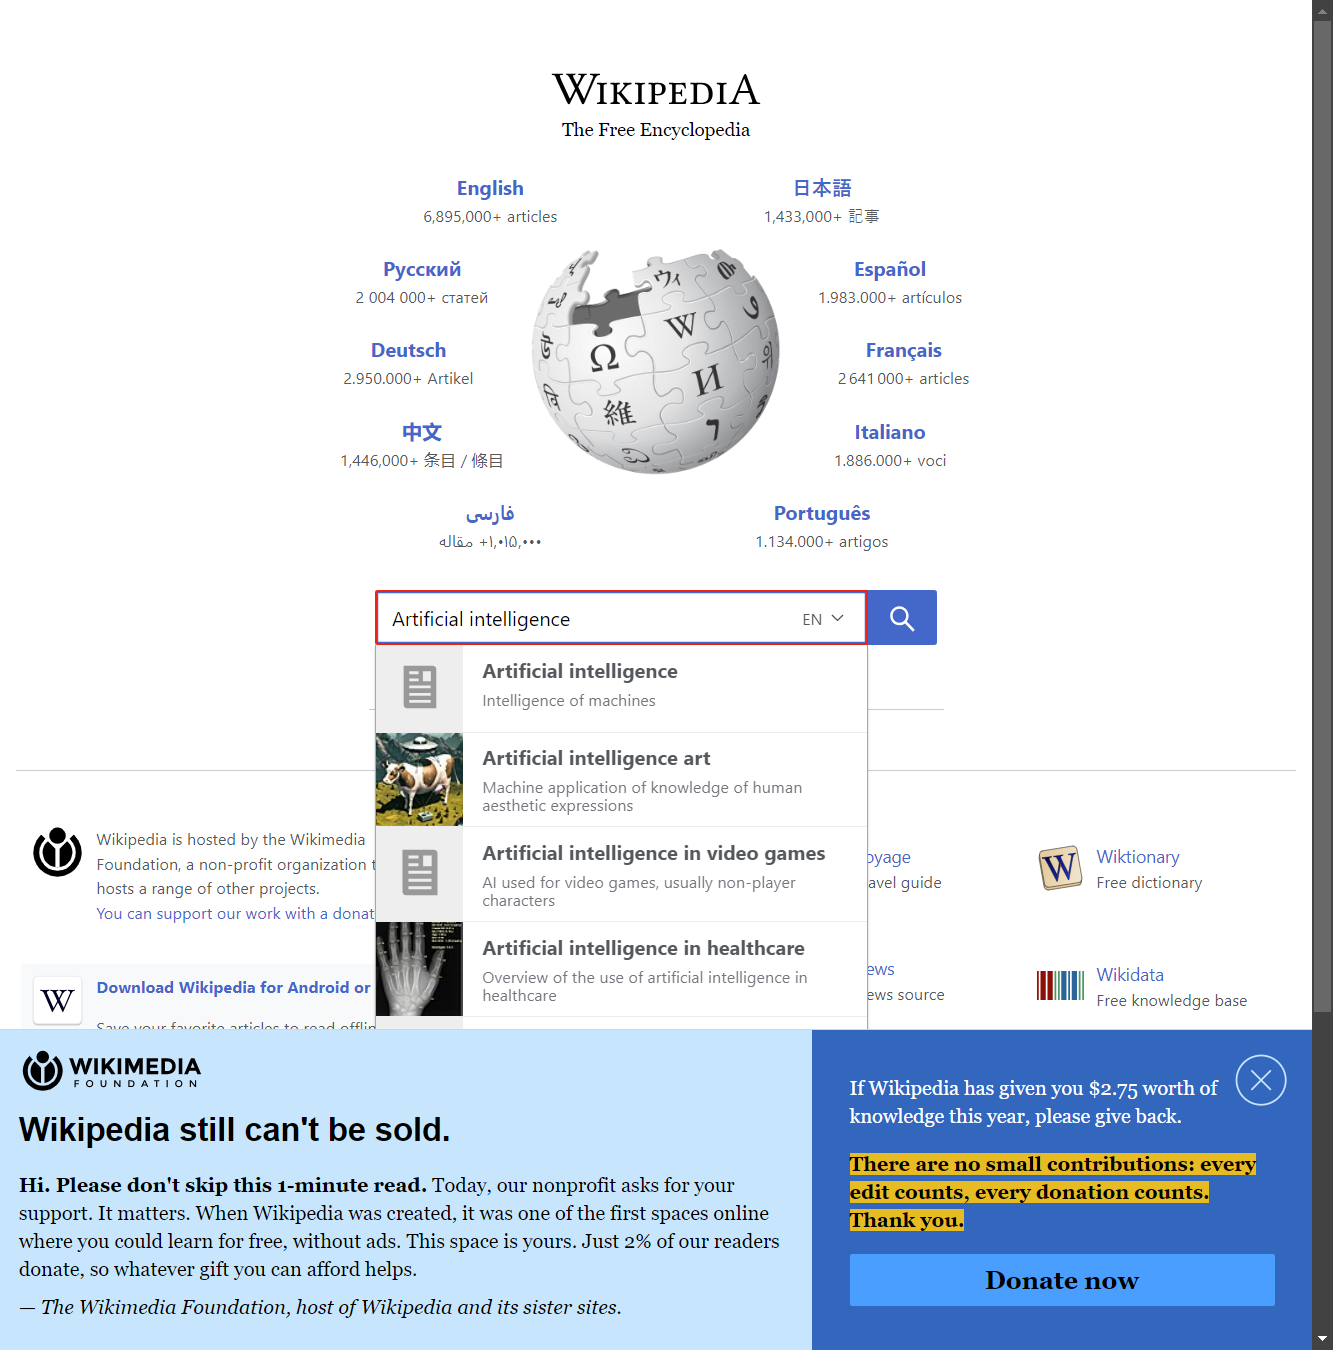 WIKIPEDIA
The Free Encyclopedia
English
6,895,000+ articles
日本語
1,433,000+ 記事
Русский
2 004 000+ статей
Español
1.983.000+ artículos
Deutsch
2.950.000+ Artikel
Français
2 641 000+ articles
中文
1,446,000+ 条目 / 條目
Italiano
1.886.000+ voci
فارسی
۱,۰۱۵,۰۰۰+ مقاله
Português
1.134.000+ artigos
Artificial intelligence
EN
Artificial intelligence
Intelligence of machines
Artificial intelligence art
Machine application of knowledge of human
aesthetic expressions
Artificial intelligence in video games
AI used for video games, usually non-player
characters
Artificial intelligence in healthcare
Overview of the use of artificial intelligence in
healthcare
Wikipedia is hosted by the Wikimedia
Foundation, a non-profit organization t
hosts a range of other projects.
You can support our work with a donat
Download Wikipedia for Android or
Save your favorite articles to read offlin
oyage
avel guide
Wiktionary
Free dictionary
ews
ews source
Wikidata
Free knowledge base
WIKIMEDIA
FOUNDATION
Wikipedia still can't be sold.
Hi. Please don't skip this 1-minute read. Today, our nonprofit asks for your
support. It matters. When Wikipedia was created, it was one of the first spaces online
where you could learn for free, without ads. This space is yours. Just 2% of our readers
donate, so whatever gift you can afford helps.
— The Wikimedia Foundation, host of Wikipedia and its sister sites.
If Wikipedia has given you $2.75 worth of
knowledge this year, please give back.
There are no small contributions: every
edit counts, every donation counts.
Thank you.
Donate now